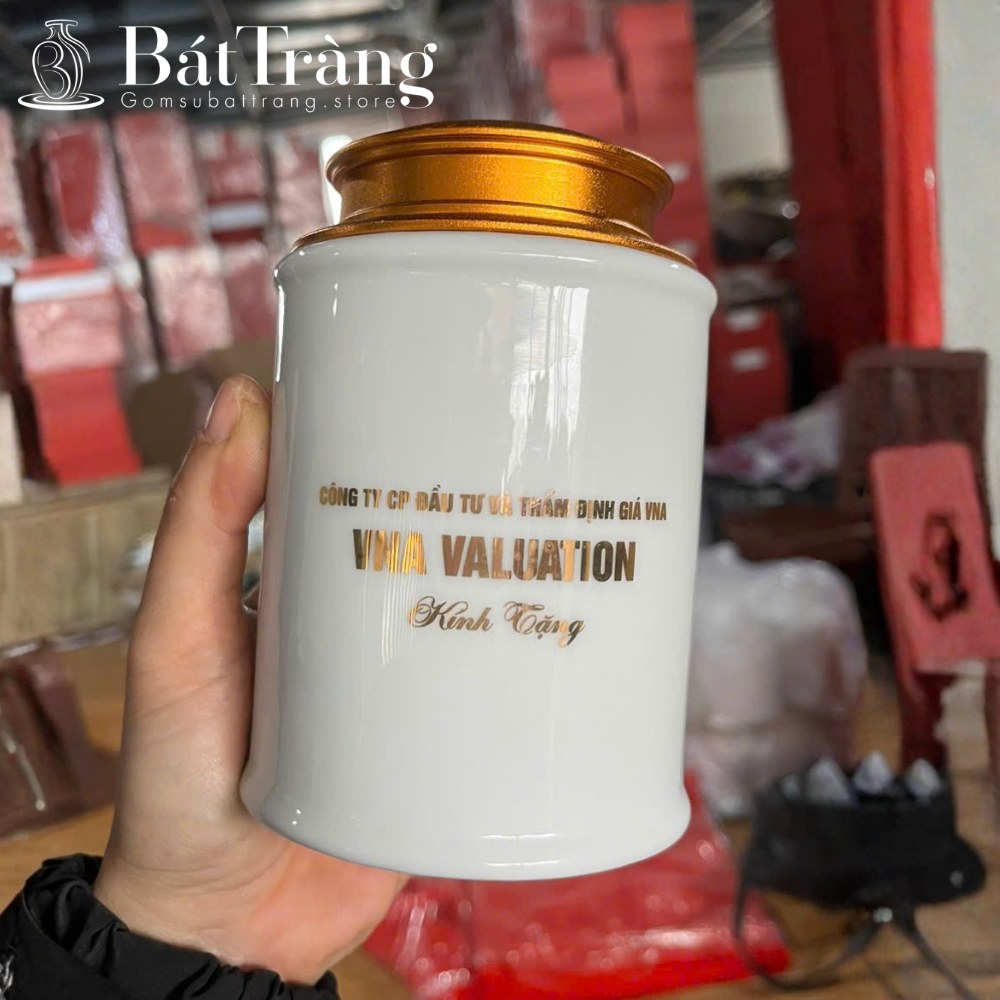 BátTràng
Gomsubattrang.store
CÔNG TY CP ĐẦU TƯ VÀ THẨM ĐỊNH GIÁ VNA
VNA VALUATION
Kính Tặng